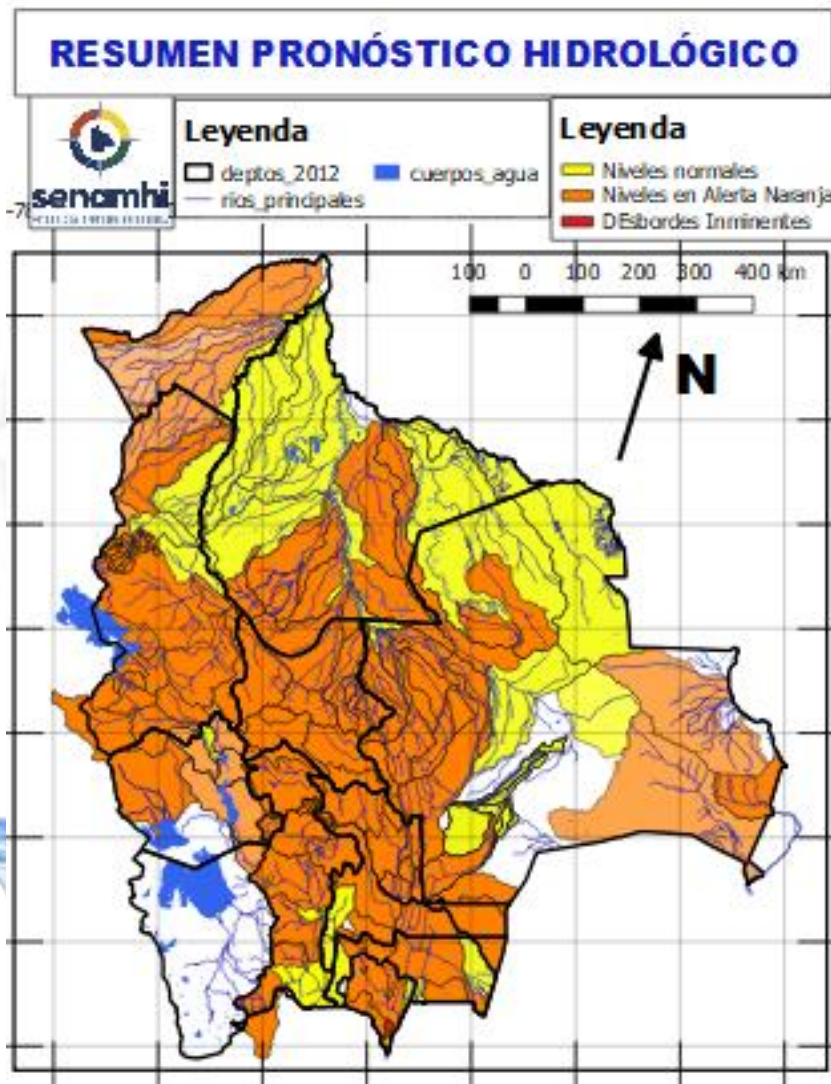 RESUMEN PRONÓSTICO HIDROLÓGICO
senamhi
Leyenda
deptos_2012
cuerpos_agua
rios_principales
Leyenda
Niveles normales
Niveles en Alerta Naranja
DEsbordes Inminentes
100 0 100 200 300 400 km
N